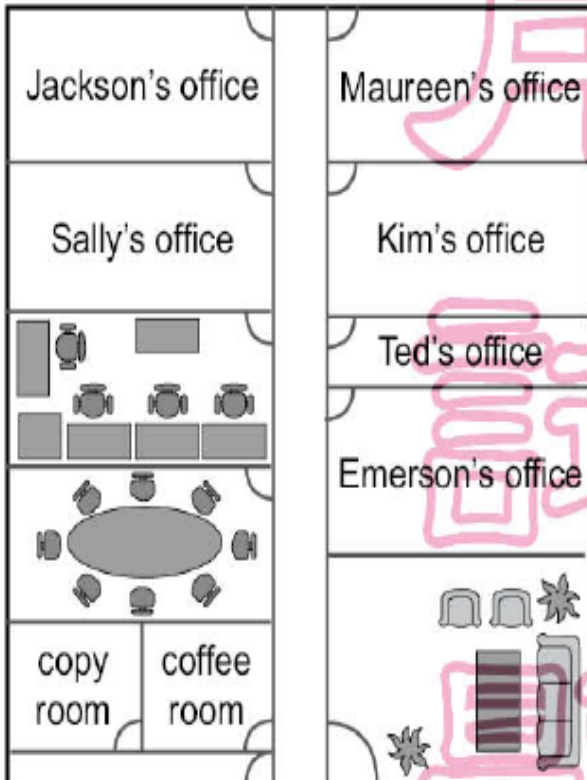 Jackson's office
Maureen's office
Sally's office
Kim's office
Ted's office
Emerson's office
copy
room
coffee
room